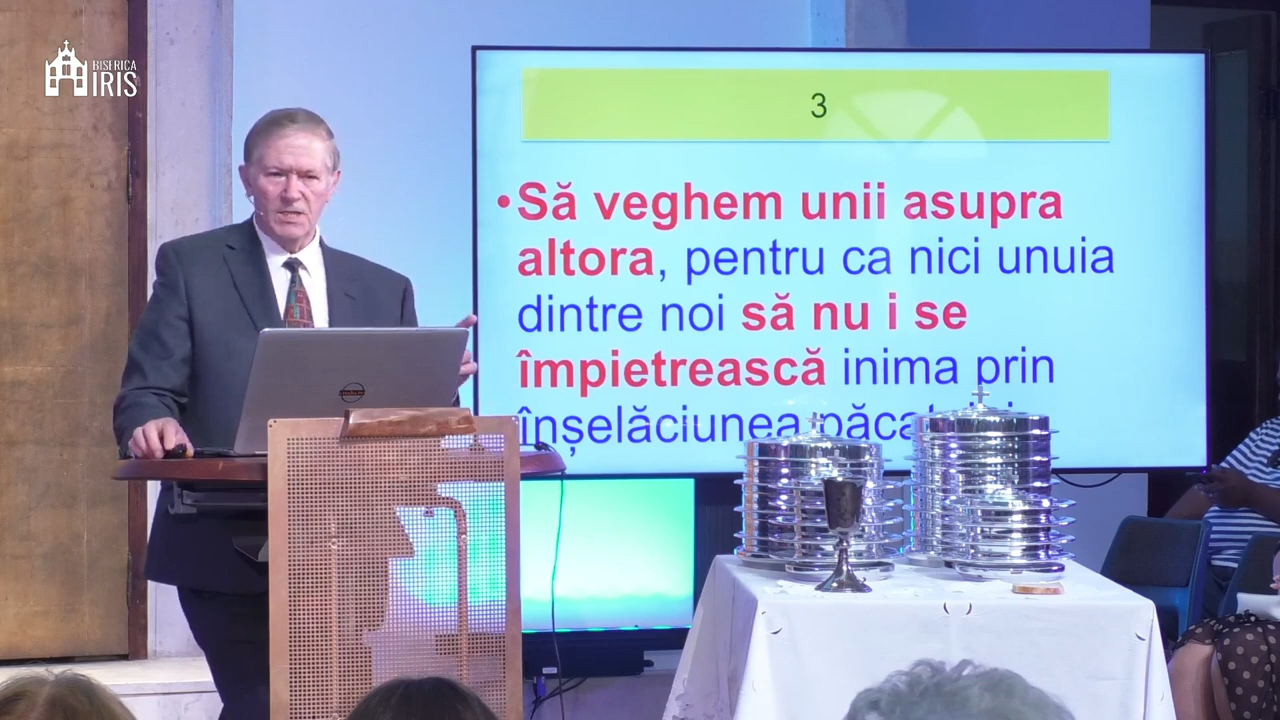 BISERICA
IRIS
3
•Să veghem unii asupra
altora, pentru ca nici unuia
dintre noi să nu i se
împietrească inima prin
înșelăciunea